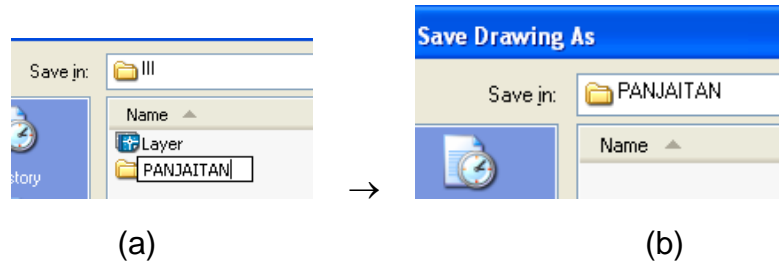 Save in: III
Name
Layer
PANJAITAN
story
→
Save Drawing As
Save in: PANJAITAN
Name
(a)
(b)